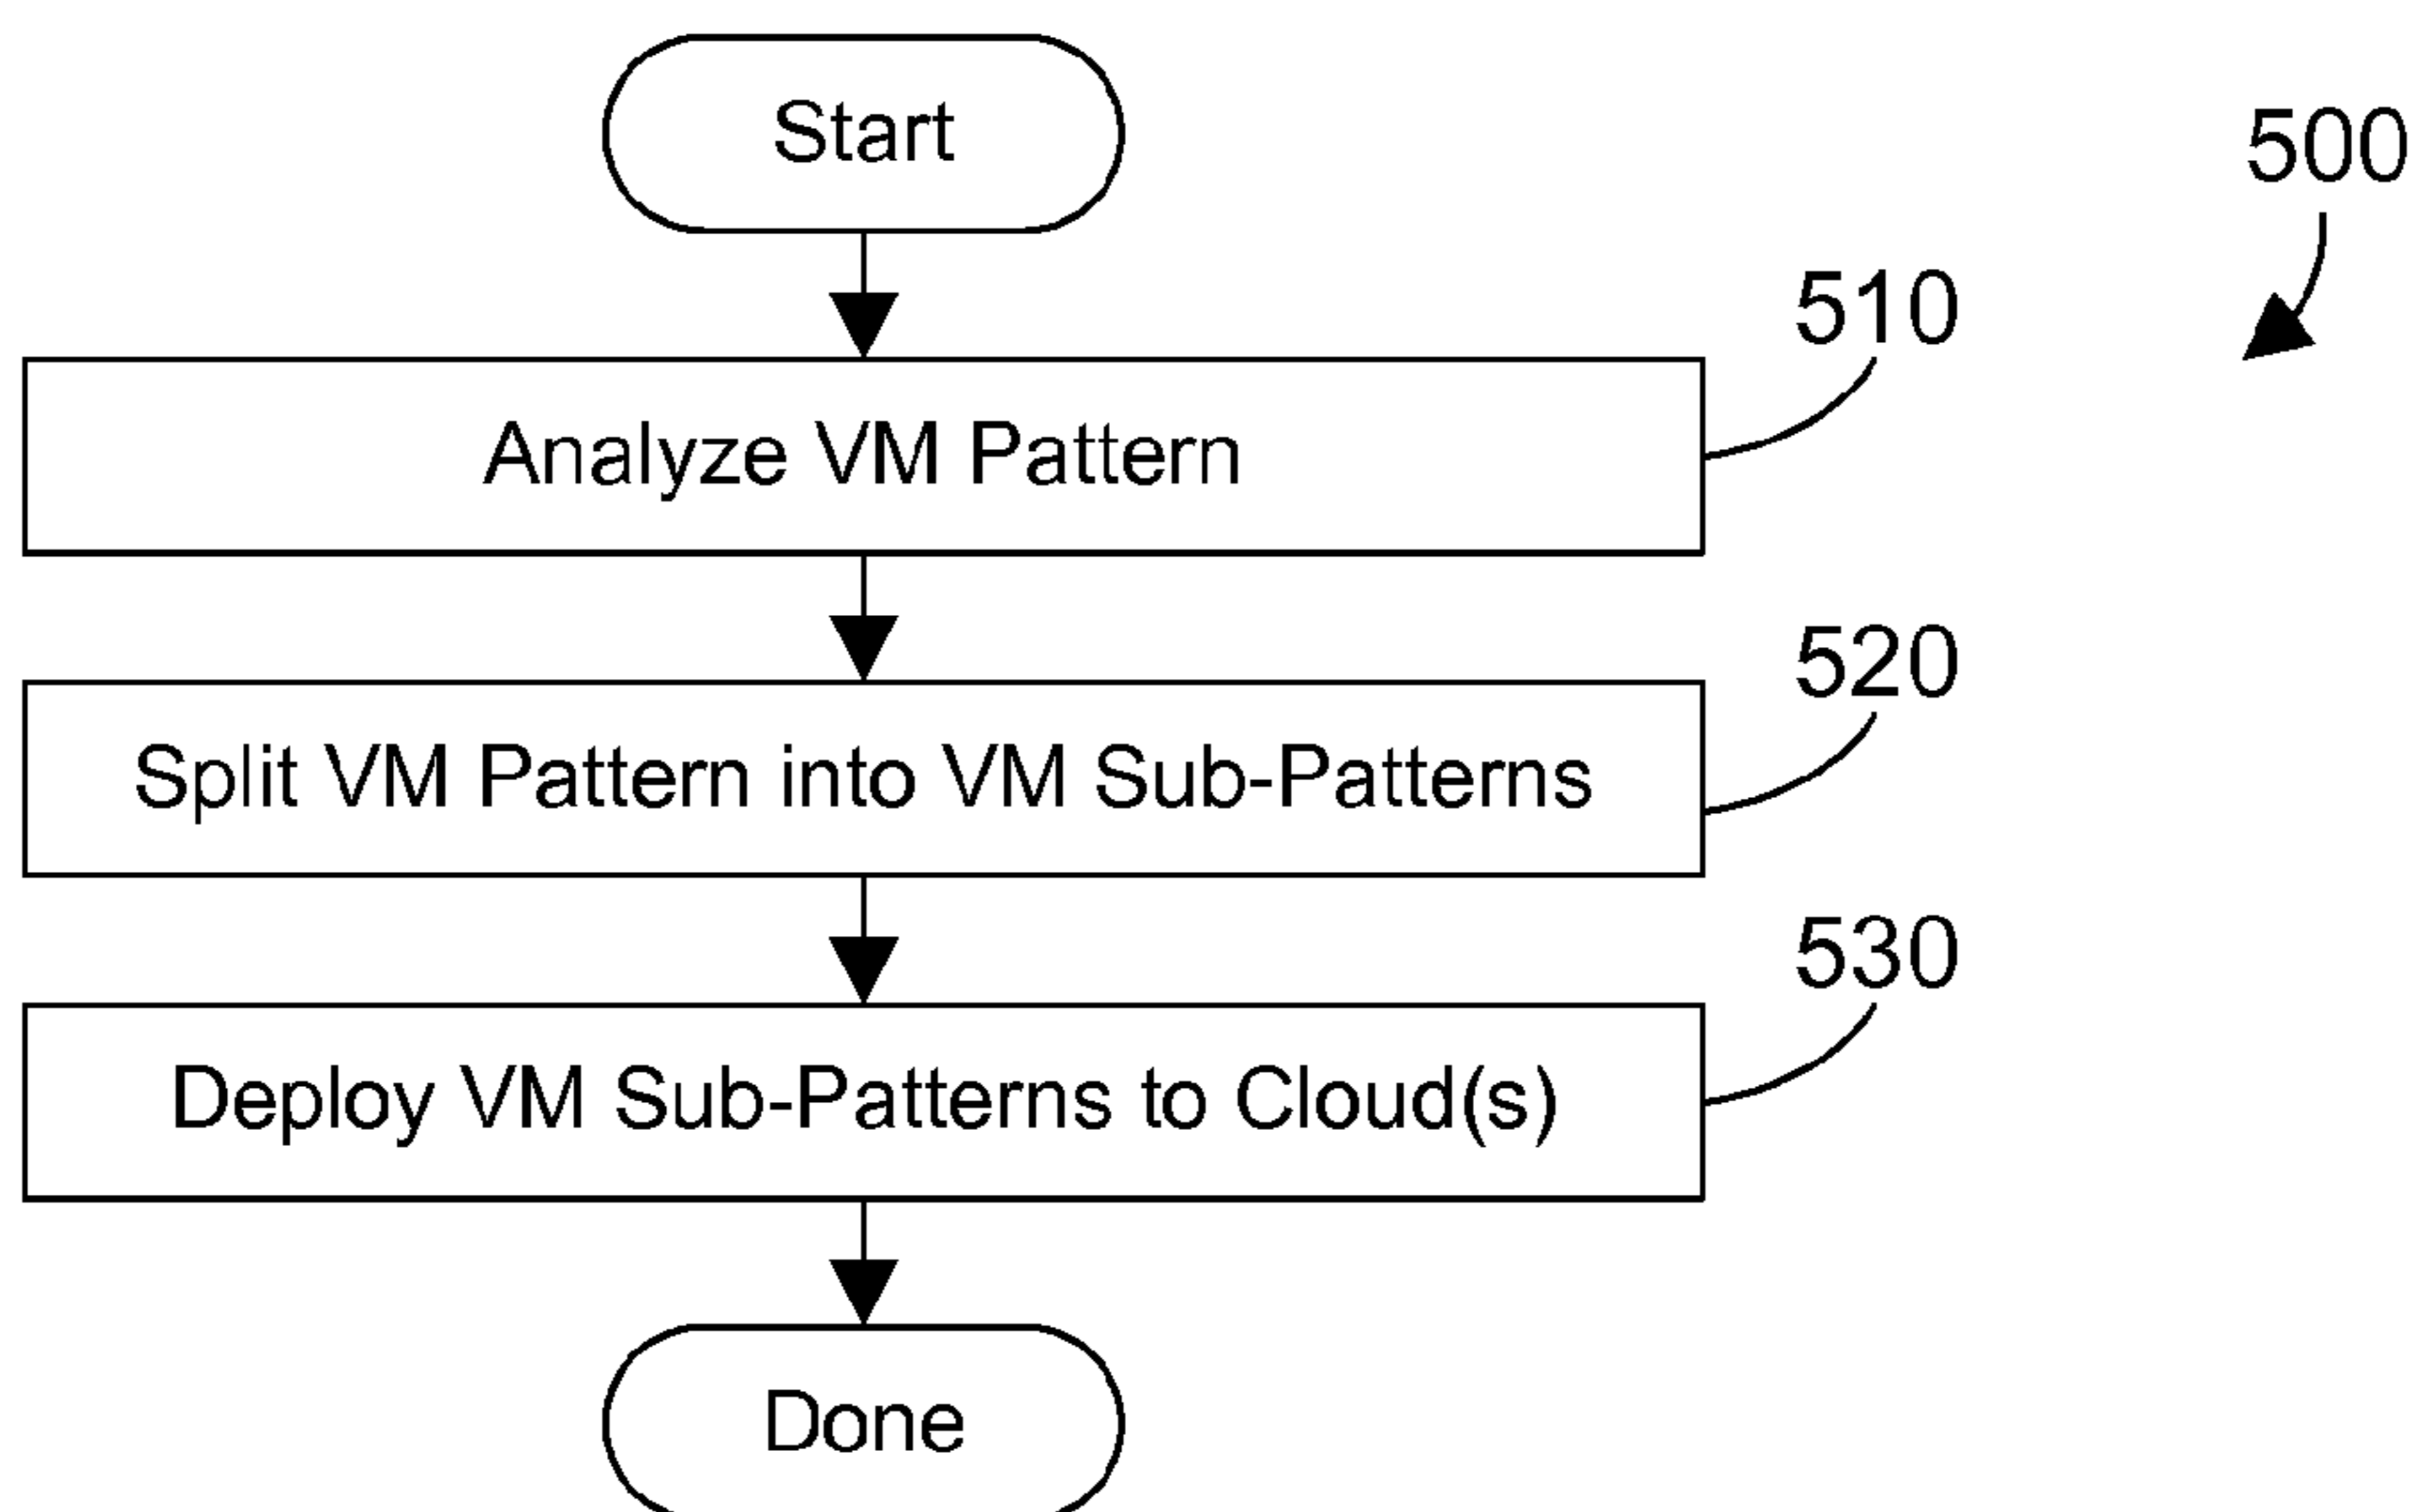 Start
500
510
Analyze VM Pattern
520
Split VM Pattern into VM Sub-Patterns
530
Deploy VM Sub-Patterns to Cloud(s)
Done